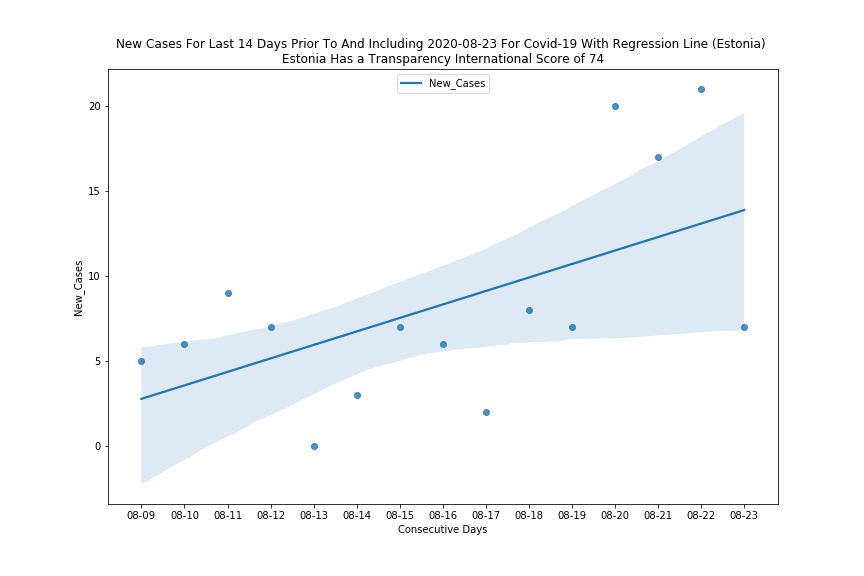 New Cases For Last 14 Days Prior To And Including 2020-08-23 For Covid-19 With Regression Line (Estonia)
Estonia Has a Transparency International Score of 74
New_Cases
20
15
10
5
0
New_Cases
08-09 08-10 08-11 08-12 08-13 08-14 08-15 08-16 08-17 08-18 08-19 08-20 08-21 08-22 08-23
Consecutive Days